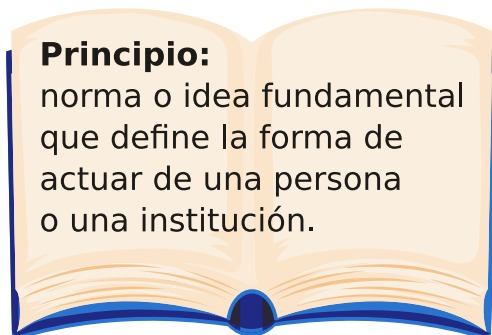 Principio:
norma o idea fundamental
que define la forma de
actuar de una persona
o una institución.